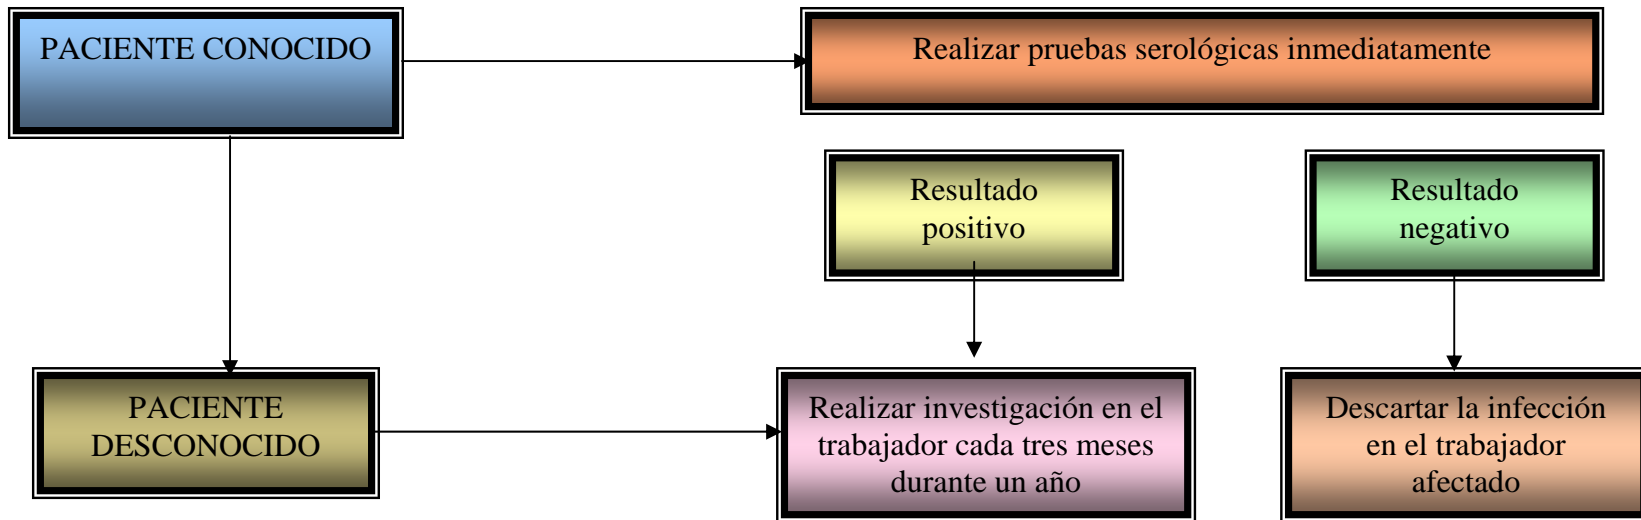 PACIENTE CONOCIDO
Realizar pruebas serológicas inmediatamente
Resultado
positivo
Resultado
negativo
PACIENTE
DESCONOCIDO
Realizar investigación en el
trabajador cada tres meses
durante un año
Descartar la infección
en el trabajador
afectado